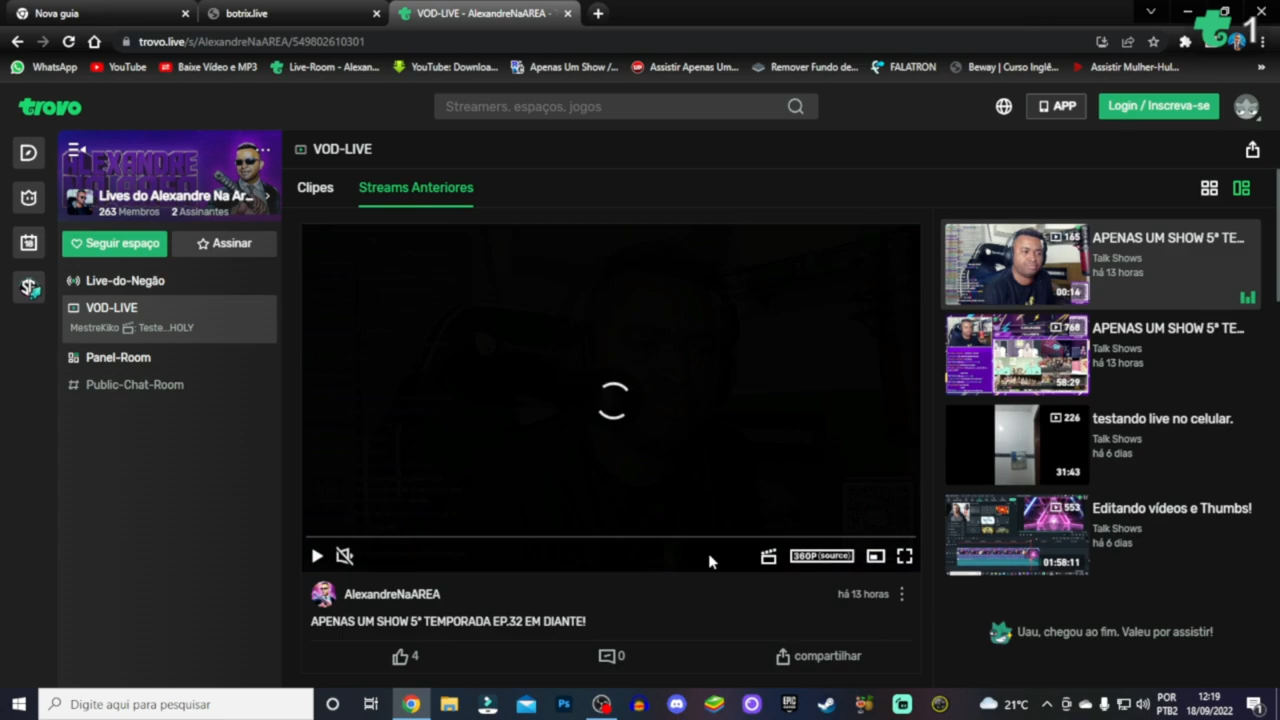 Nova guia
botrix.live
VOD-LIVE - AlexandreNaAREA -
1
trovo.live/s/AlexandreNaAREA/549802610301
WhatsApp
YouTube
Baixe Vídeo e MP3
Live-Room - Alexan...
YouTube: Downloa...
Apenas Um Show /...
Assistir Apenas Um...
Remover Fundo de...
FALATRON
Beway | Curso Inglê...
Assistir Mulher-Hul...
»
trovo
Streamers, espaços, jogos
APP
Login / Inscreva-se
Lives do Alexandre Na Ar...
263 Membros 2 Assinantes
Seguir espaço
Assinar
Live-do-Negão
VOD-LIVE
MestreKiko : Teste...HOLY
Panel-Room
Public-Chat-Room
VOD-LIVE
Clipes
Streams Anteriores
360P(source)
AlexandreNaAREA
há 13 horas
APENAS UM SHOW 5ª TEMPORADA EP.32 EM DIANTE!
4
0
compartilhar
165
00:14
APENAS UM SHOW 5ª TE...
Talk Shows
há 13 horas
768
58:29
APENAS UM SHOW 5ª TE...
Talk Shows
há 13 horas
226
31:43
testando live no celular.
Talk Shows
há 6 dias
553
01:58:11
Editando vídeos e Thumbs!
Talk Shows
há 6 dias
Uau, chegou ao fim. Valeu por assistir!
Digite aqui para pesquisar
Ps
EPIC
21°C
POR
PTB2
12:19
18/09/2022
1